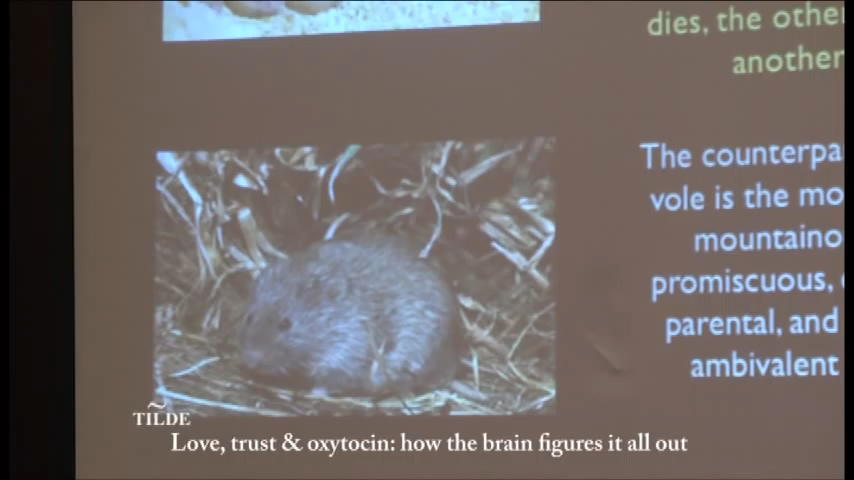 dies, the othe
another
The counterpa
vole is the mo
mountaino
promiscuous,
parental, and
ambivalent
TILDE
Love, trust & oxytocin: how the brain figures it all out